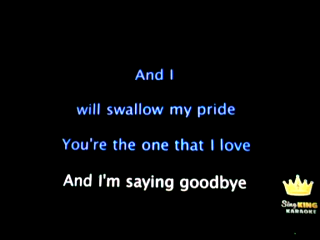 And I
will swallow my pride
You're the one that I love
And I'm saying goodbye
Sing KING
KARAOKE